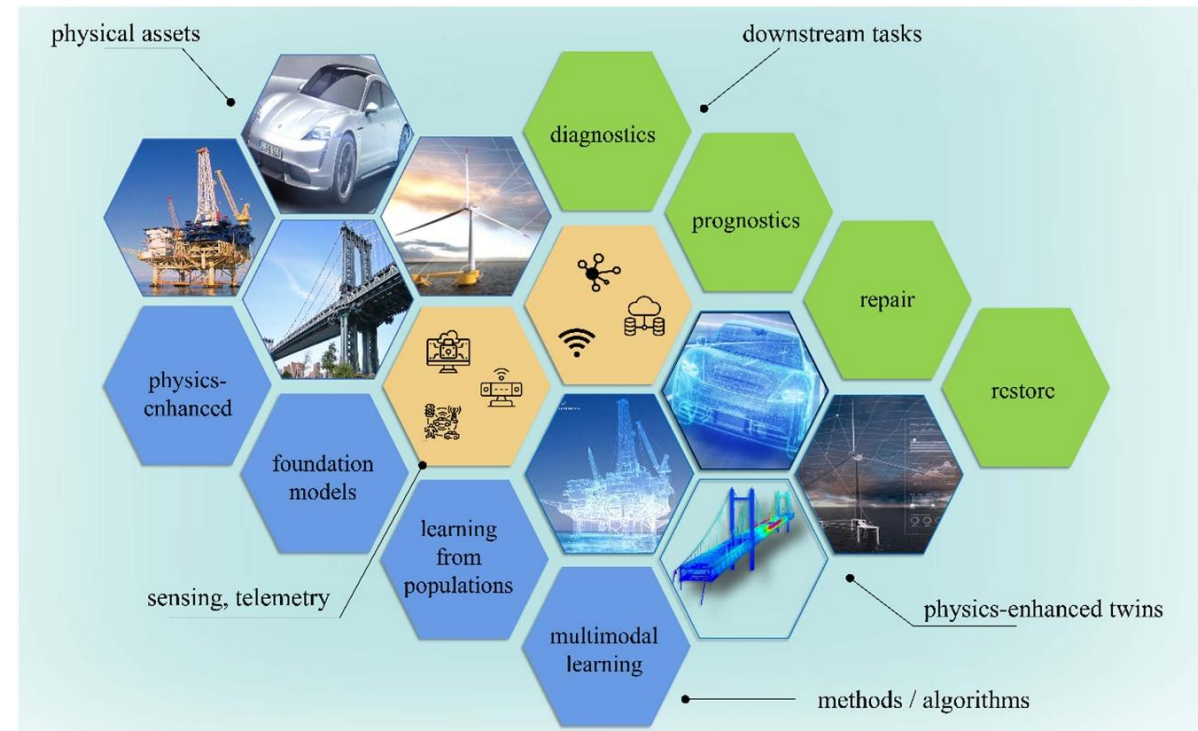 physical assets
downstream tasks
diagnostics
prognostics
repair
restore
physics-
enhanced
foundation
models
learning
from
populations
multimodal
learning
sensing, telemetry
physics-enhanced twins
methods / algorithms